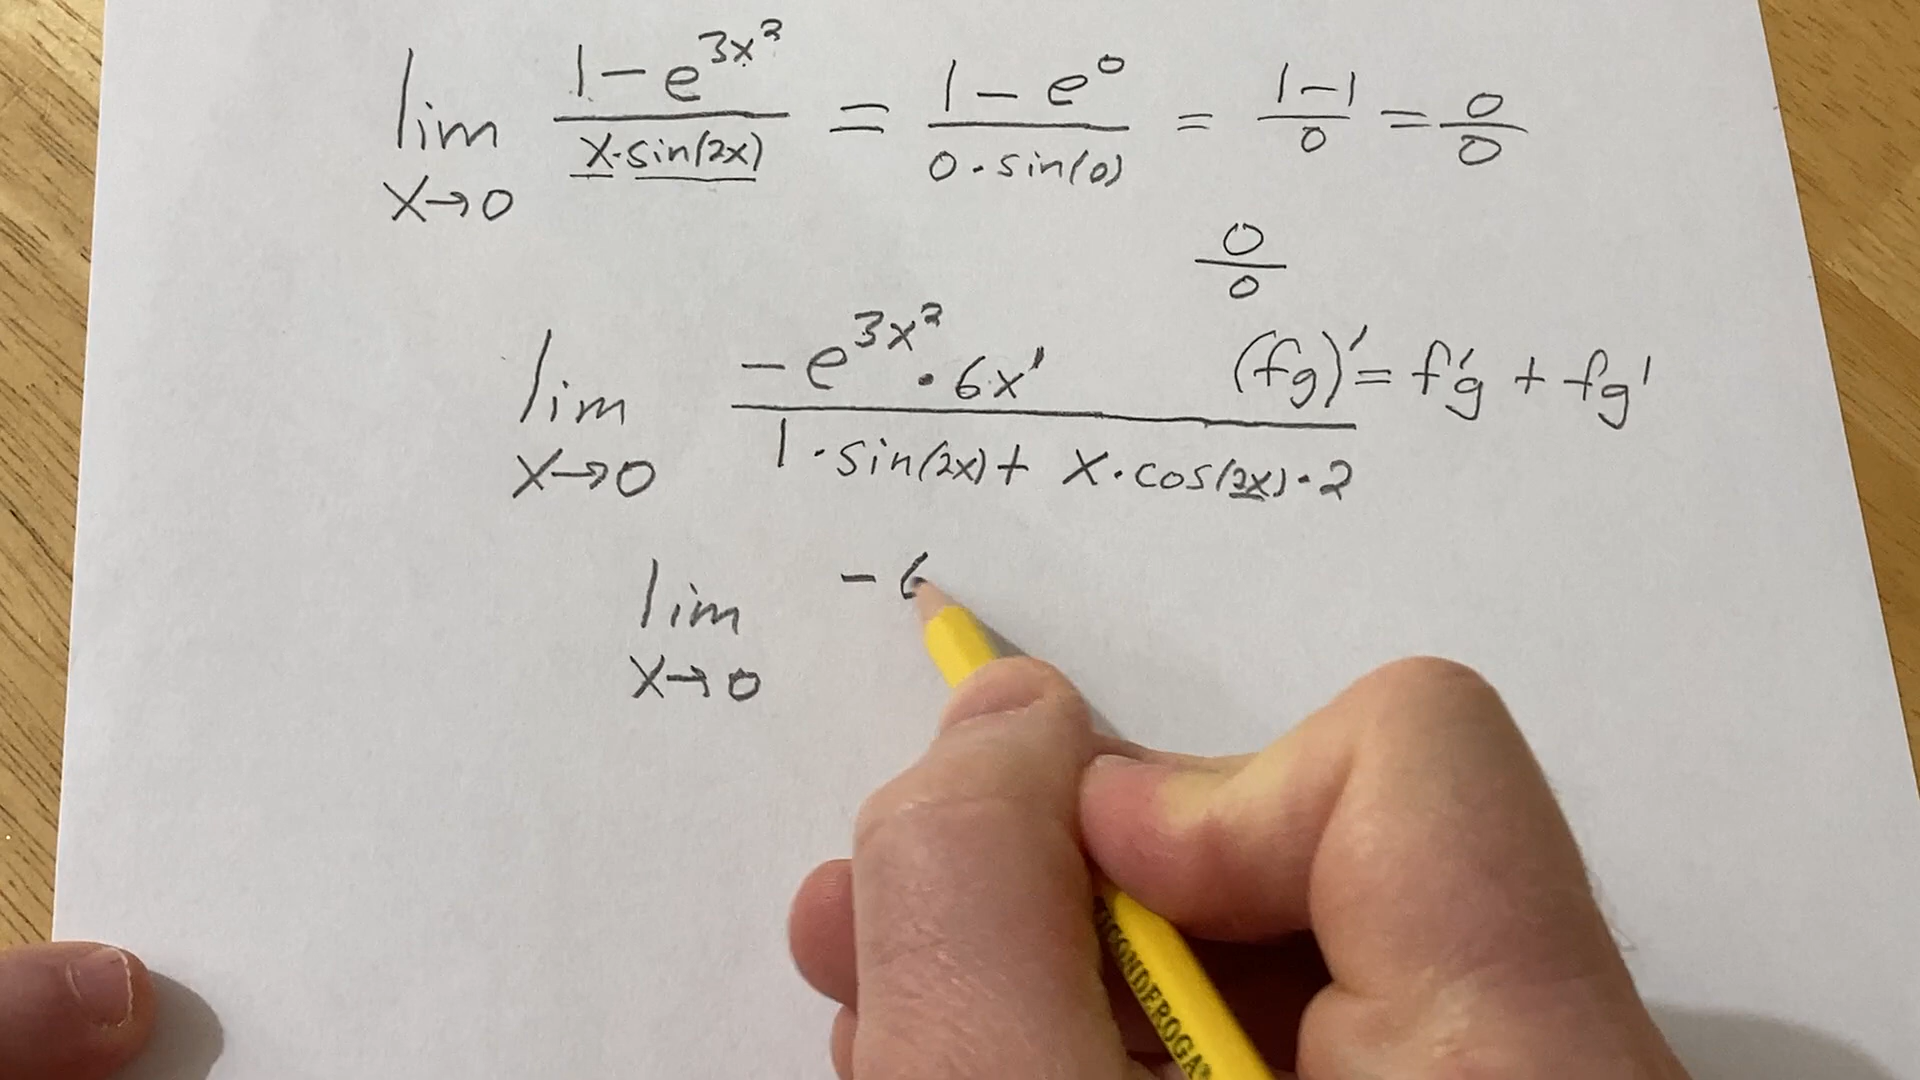 lim x→0 (1 - e^(3x²))/(x · sin(2x)) = (1 - e⁰)/(0 · sin(0)) = (1-1)/0 = 0/0
0/0
lim x→0 (-e^(3x²) · 6x¹)/(1 · sin(2x) + x · cos(2x) · 2) (fg)' = f'g + fg'
lim x→0 - 6
TICONDEROGA